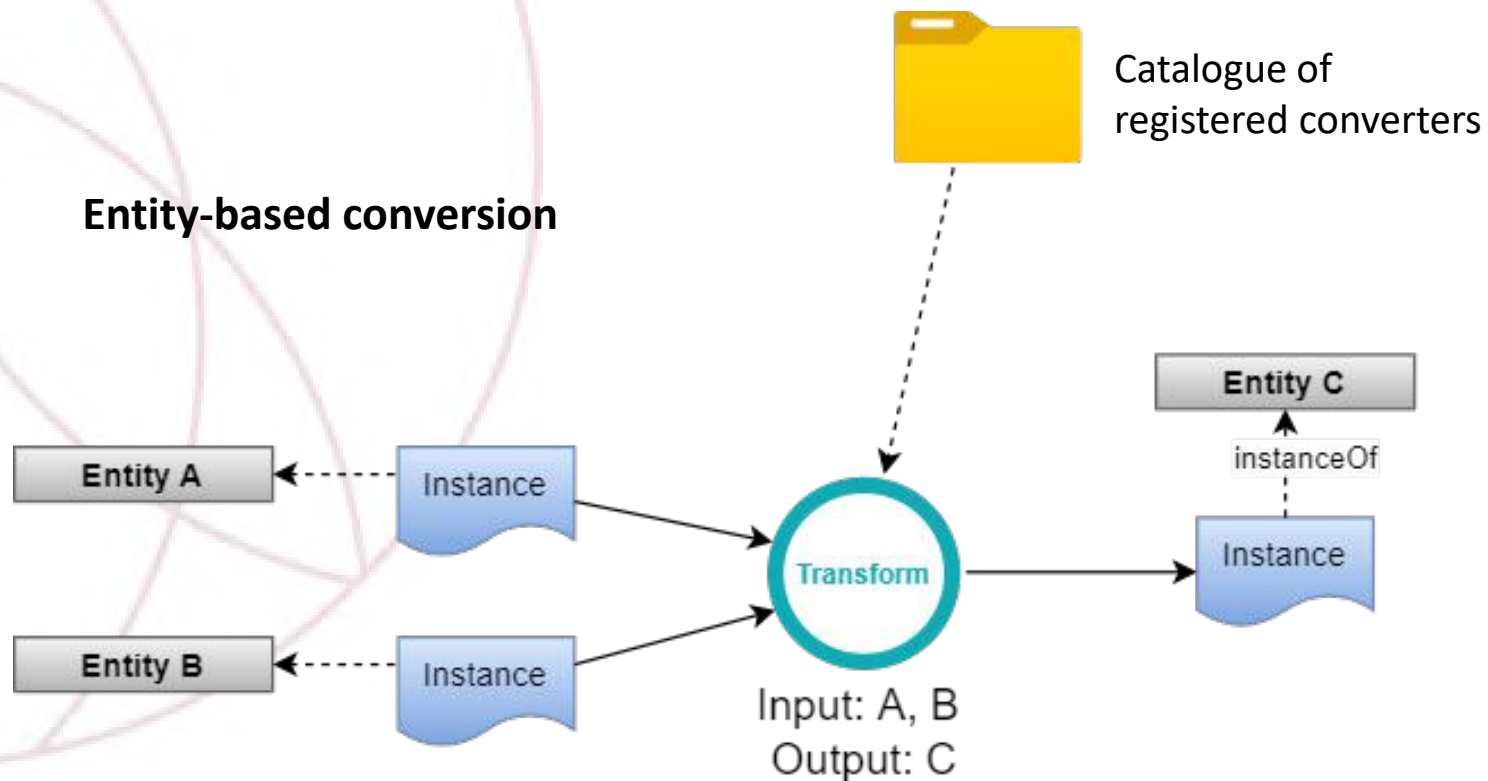 Catalogue of
registered converters
Entity-based conversion
Entity C
instanceOf
Entity A
Instance
Instance
Transform
Entity B
Instance
Input: A, B
Output: C